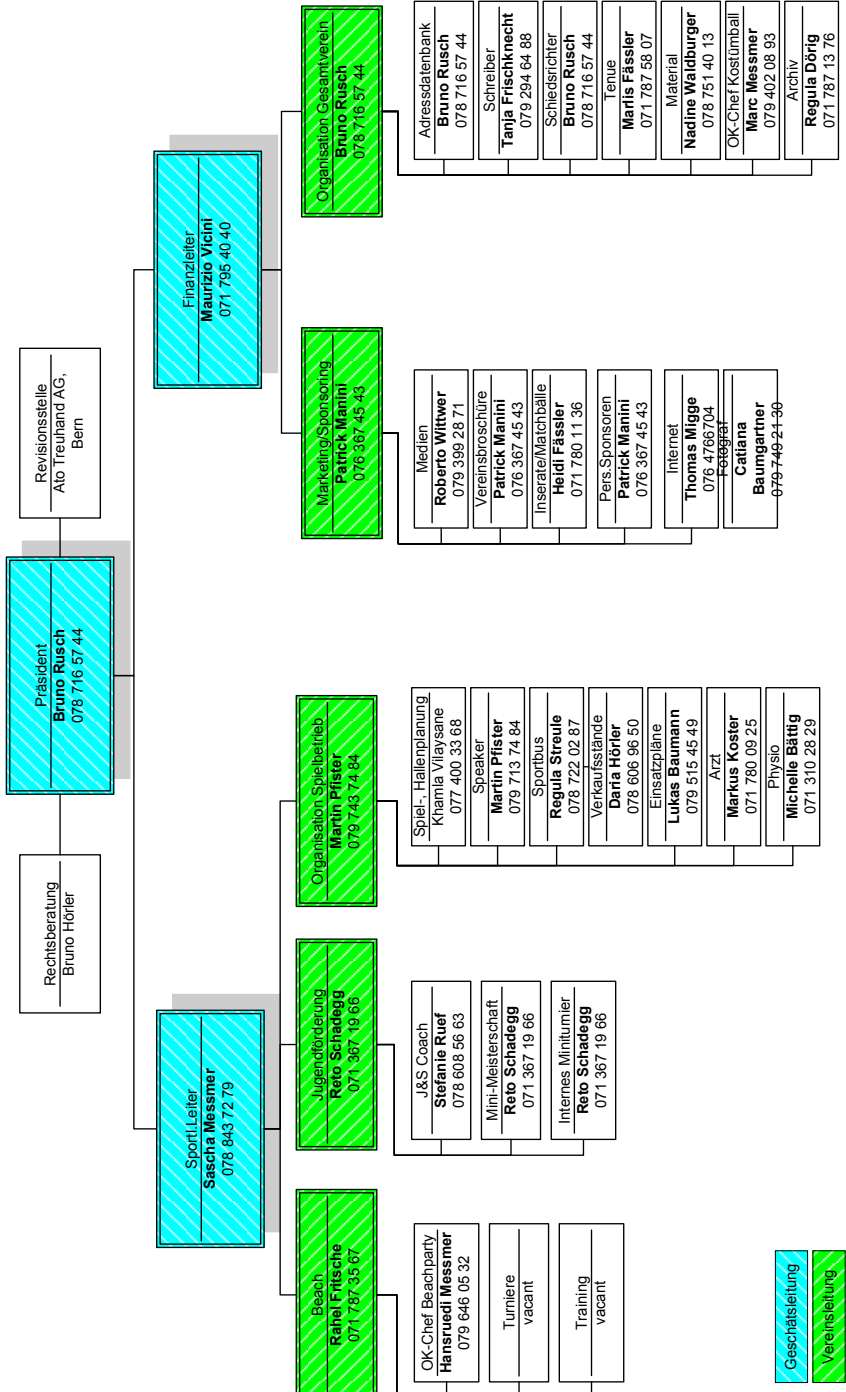 Präsident
Bruno Rusch
078 716 57 44
Rechtsberatung
Bruno Hörler
Revisionsstelle
Ato Treuhand AG,
Bern
Sportl.Leiter
Sascha Messmer
078 843 72 79
Finanzleiter
Maurizio Vicini
071 795 40 40
Beach
Rahel Fritsche
071 787 35 67
Jugendförderung
Reto Schadegg
071 367 19 66
Organisation Spielbetrieb
Martin Pfister
079 743 74 84
Marketing/Sponsoring
Patrick Manini
076 367 45 43
Organisation Gesamtverein
Bruno Rusch
078 716 57 44
OK-Chef Beachparty
Hansruedi Messmer
079 646 05 32
Turniere
vacant
Training
vacant
J&S Coach
Stefanie Ruef
078 608 56 63
Mini-Meisterschaft
Reto Schadegg
071 367 19 66
Internes Miniturnier
Reto Schadegg
071 367 19 66
Spiel-, Hallenplanung
Khamla Vilaysane
077 400 33 68
Speaker
Martin Pfister
079 713 74 84
Sportbus
Regula Streule
078 722 02 87
Verkaufsstände
Daria Hörler
078 606 96 50
Einsatzpläne
Lukas Baumann
079 515 45 49
Arzt
Markus Koster
071 780 09 25
Physio
Michelle Bättig
071 310 28 29
Medien
Roberto Wittwer
079 399 28 71
Vereinsbroschüre
Patrick Manini
076 367 45 43
Inserate/Matchbälle
Heidi Fässler
071 780 11 36
Pers.Sponsoren
Patrick Manini
076 367 45 43
Internet
Thomas Migge
076 4766704
Fotograf
Catiana
Baumgartner
079 749 21 30
Adressdatenbank
Bruno Rusch
078 716 57 44
Schreiber
Tanja Frischknecht
079 294 64 88
Schiedsrichter
Bruno Rusch
078 716 57 44
Tenue
Marlis Fässler
071 787 58 07
Material
Nadine Waldburger
078 751 40 13
OK-Chef Kostümball
Marc Messmer
079 402 08 93
Archiv
Regula Dörig
071 787 13 76
Geschätsleitung
Vereinsleitung